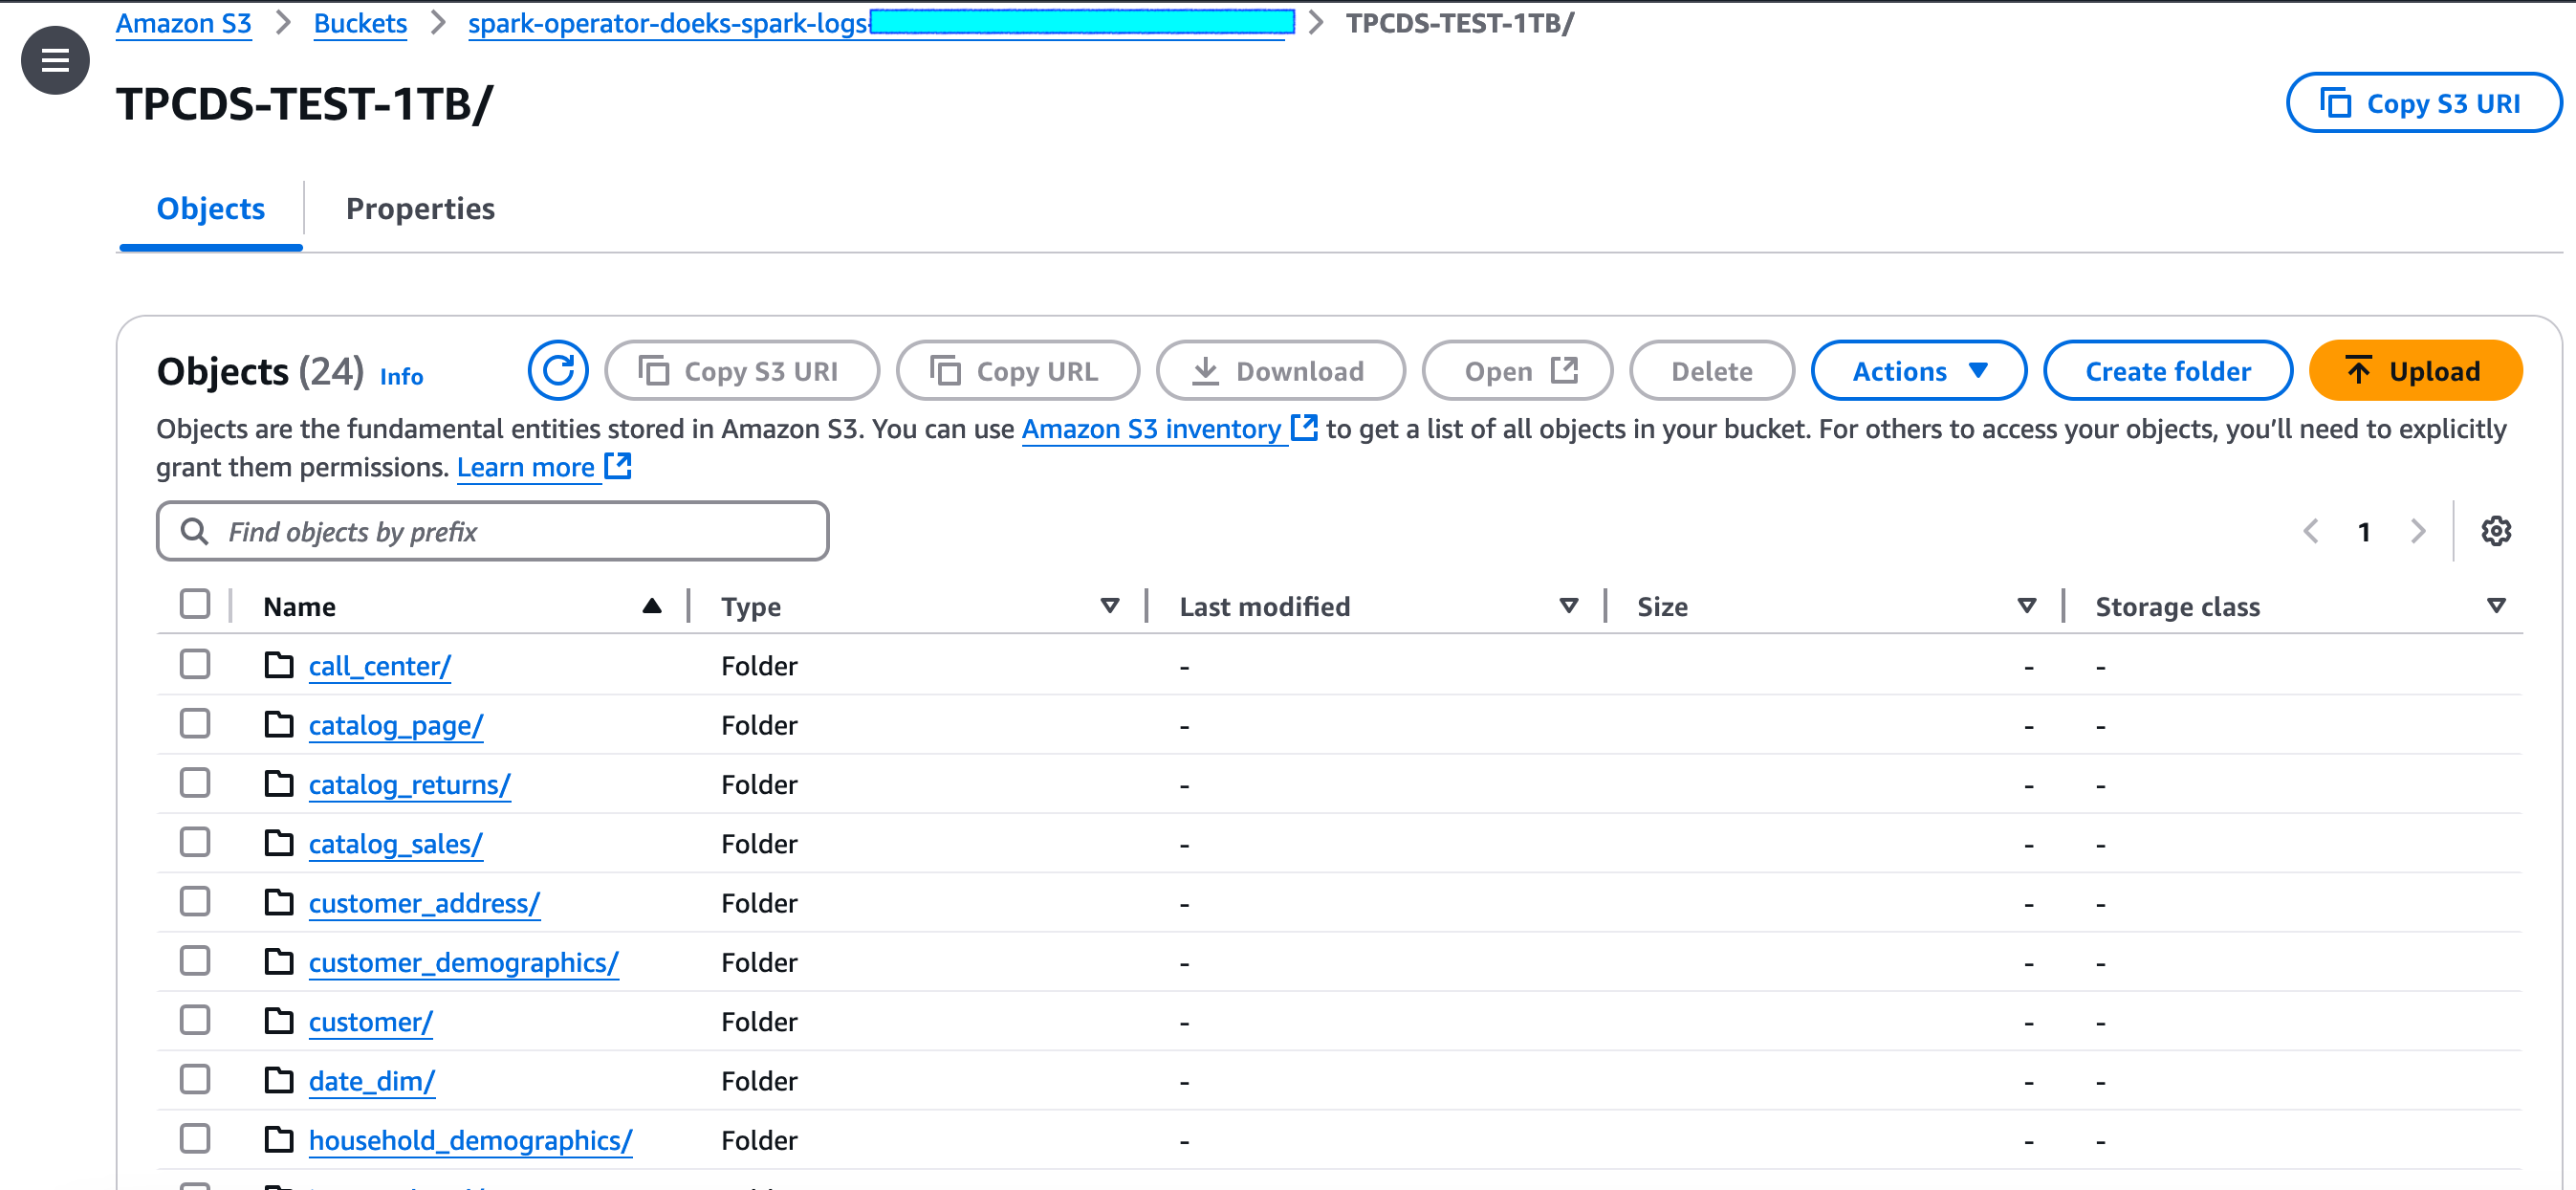 Amazon S3 > Buckets > spark-operator-doeks-spark-logs- > TPCDS-TEST-1TB/
TPCDS-TEST-1TB/
Copy S3 URI
Objects Properties
Objects (24) Info Copy S3 URI Copy URL Download Open Delete Actions Create folder Upload
Objects are the fundamental entities stored in Amazon S3. You can use Amazon S3 inventory to get a list of all objects in your bucket. For others to access your objects, you’ll need to explicitly
grant them permissions. Learn more
Find objects by prefix 1
Name Type Last modified Size Storage class
call_center/ Folder - - -
catalog_page/ Folder - - -
catalog_returns/ Folder - - -
catalog_sales/ Folder - - -
customer_address/ Folder - - -
customer_demographics/ Folder - - -
customer/ Folder - - -
date_dim/ Folder - - -
household_demographics/ Folder - - -